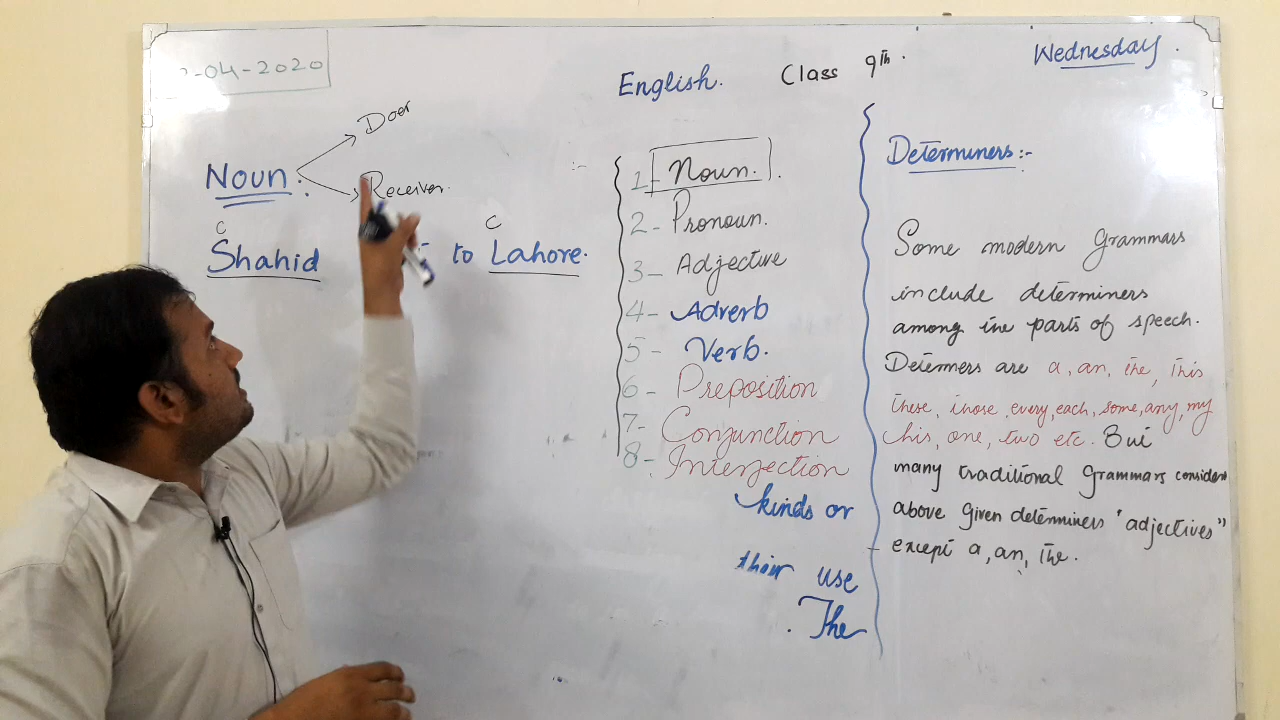 -04-2020
English.
Class 9th.
Wednesday.
Noun:
Doer
Receiver.
C
C
Shahid to Lahore.
1- Noun.
2- Pronoun.
3- Adjective
4- Adverb
5- Verb.
6- Preposition
7- Conjunction
8- Interjection
kinds or
their use
The
Determiners:-
Some modern Grammars
include determiners
among the parts of speech.
Determers are a, an, the, this
these, those, every, each, some, any, my
his, one, two etc. But
many traditional Grammars consider
above given determiners "adjectives"
except a, an, the.